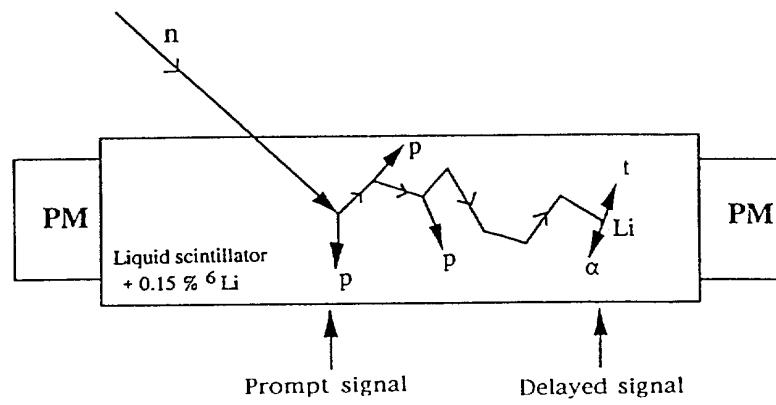 n
p
t
PM
PM
Li
Liquid scintillator
+ 0.15 % ⁶Li
p
p
α
Prompt signal
Delayed signal